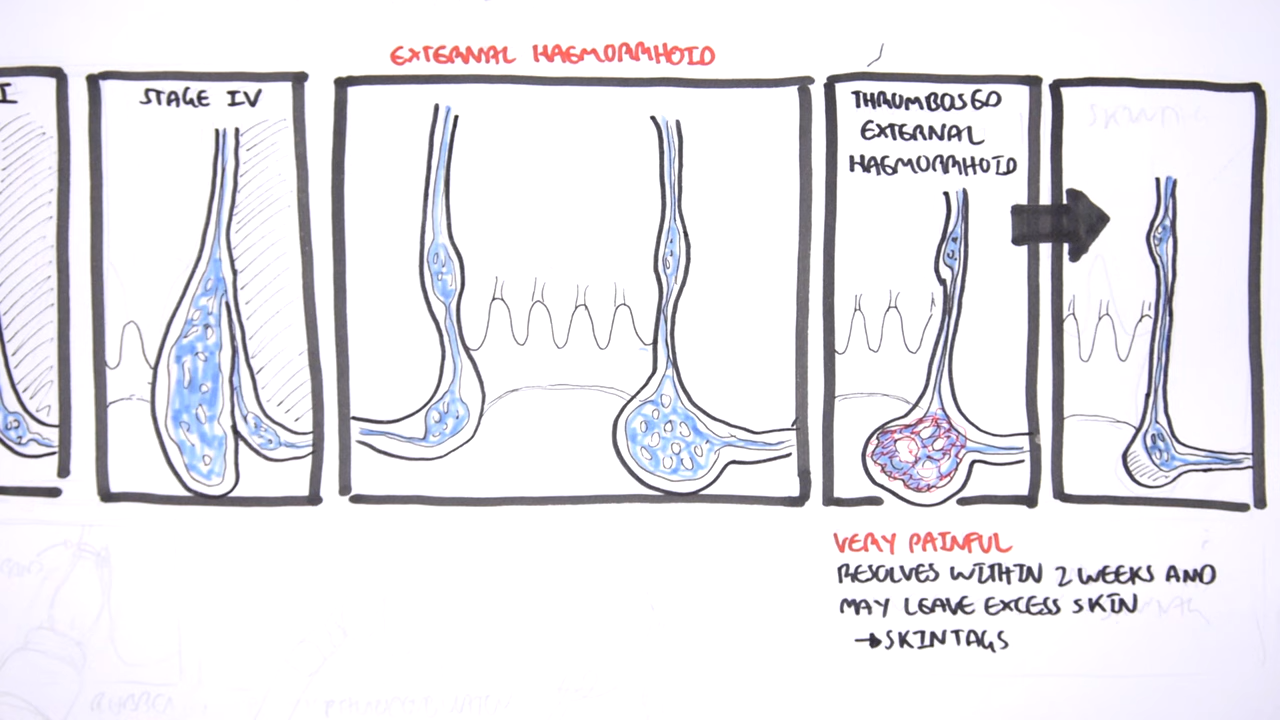 EXTERNAL HAEMORRHOID
I
STAGE IV
THROMBOSED
EXTERNAL
HAEMORRHOID
SKINTAG
VERY PAINFUL
RESOLVES WITHIN 2 WEEKS AND
MAY LEAVE EXCESS SKIN
→SKINTAGS